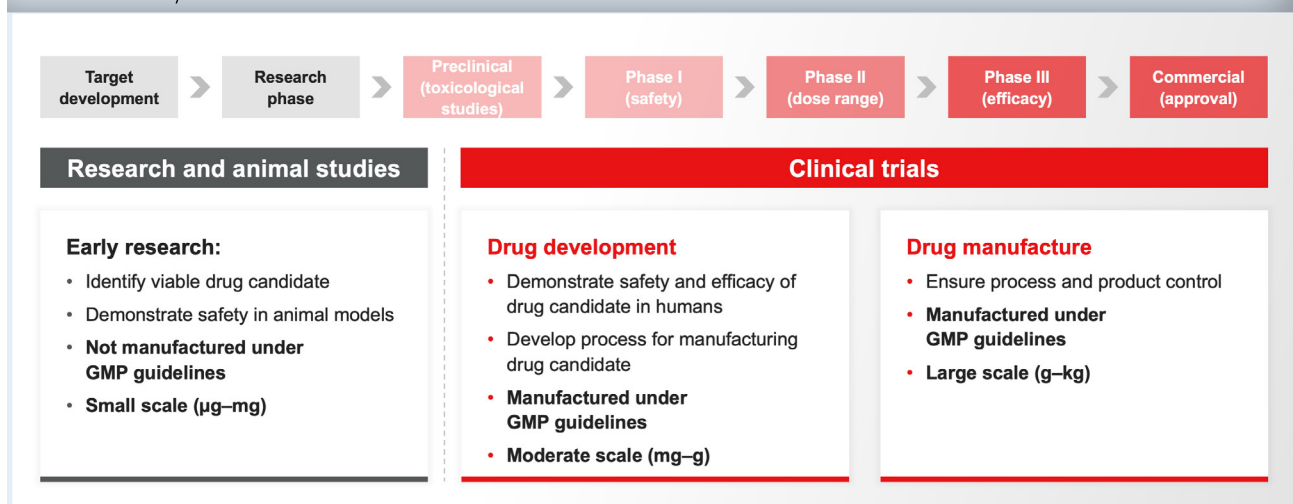 Target
development
Research
phase
Preclinical
(toxicological
studies)
Phase I
(safety)
Phase II
(dose range)
Phase III
(efficacy)
Commercial
(approval)
Research and animal studies
Clinical trials
Early research:
• Identify viable drug candidate
• Demonstrate safety in animal models
• Not manufactured under
GMP guidelines
• Small scale (µg–mg)
Drug development
• Demonstrate safety and efficacy of
drug candidate in humans
• Develop process for manufacturing
drug candidate
• Manufactured under
GMP guidelines
• Moderate scale (mg–g)
Drug manufacture
• Ensure process and product control
• Manufactured under
GMP guidelines
• Large scale (g–kg)